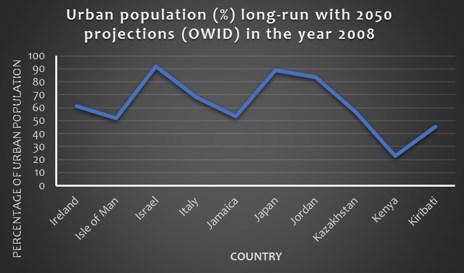 Urban population (%) long-run with 2050
projections (OWID) in the year 2008
PERCENTAGE OF URBAN POPULATION
100
90
80
70
60
50
40
30
20
10
0
Ireland
Isle of Man
Israel
Italy
Jamaica
Japan
Jordan
Kazakhstan
Kenya
Kiribati
COUNTRY